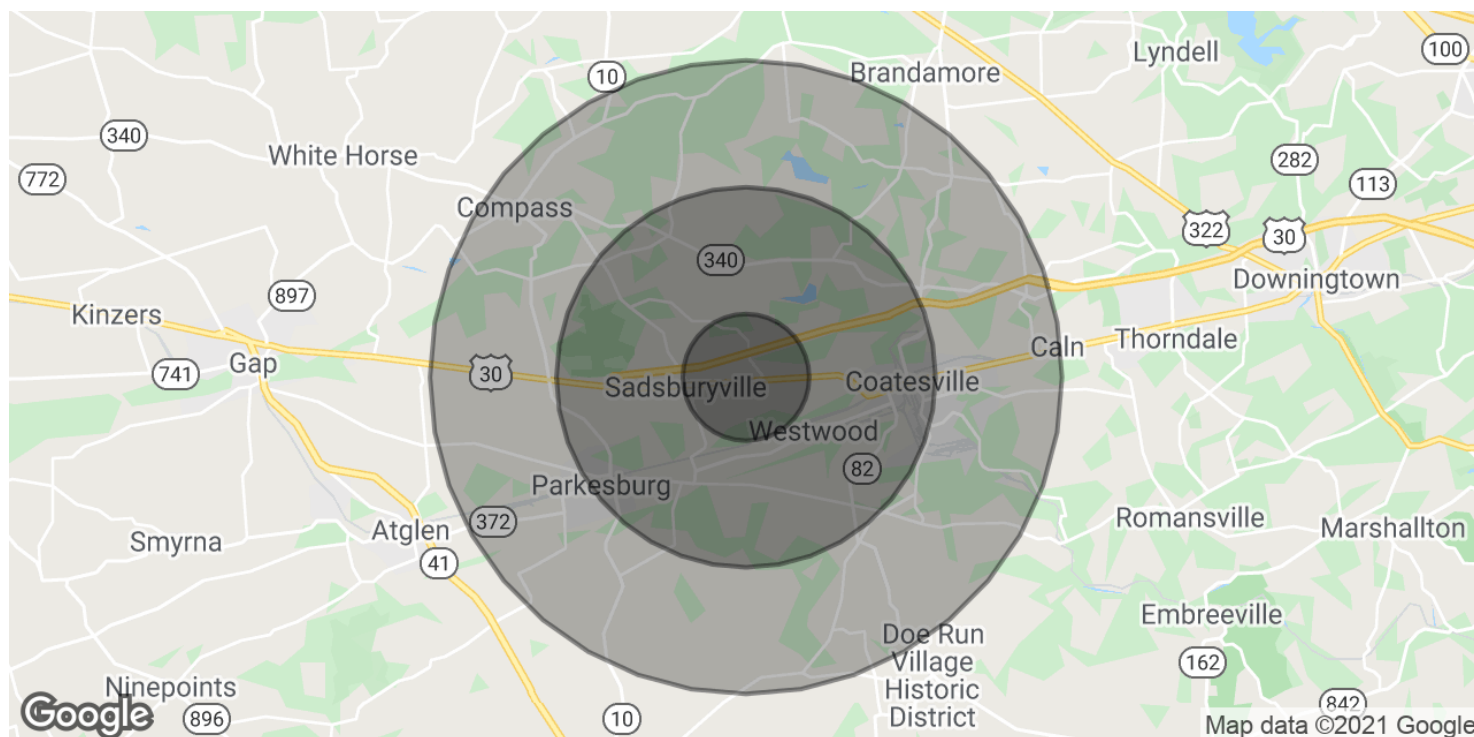 Lyndell
100
Brandamore
10
340
White Horse
282
772
113
Compass
322
30
340
Downingtown
897
Kinzers
Thorndale
Caln
Gap
741
30
Sadsburyville
Coatesville
Westwood
82
Parkesburg
372
Romansville
Marshallton
Atglen
Smyrna
41
Embreeville
Doe Run
Village
Historic
District
162
Ninepoints
896
10
842
Google
Map data ©2021 Google